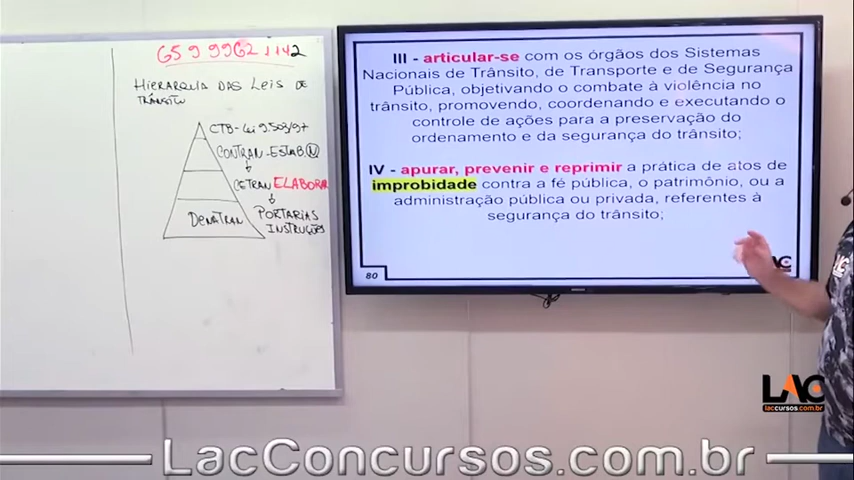 65 9 9962 1142
HIERARQUIA DAS LEIS DE
TRÂNSITO
CTB - Lei 9.503/97
CONTRAN - ESTAB. N
CETRAN ELABORAR
DENATRAN
PORTARIAS
INSTRUÇÕES
III - articular-se com os órgãos dos Sistemas
Nacionais de Trânsito, de Transporte e de Segurança
Pública, objetivando o combate à violência no
trânsito, promovendo, coordenando e executando o
controle de ações para a preservação do
ordenamento e da segurança do trânsito;
IV - apurar, prevenir e reprimir a prática de atos de
improbidade contra a fé pública, o patrimônio, ou a
administração pública ou privada, referentes à
segurança do trânsito;
80
LAC
laccursos.com.br
LacConcursos.com.br